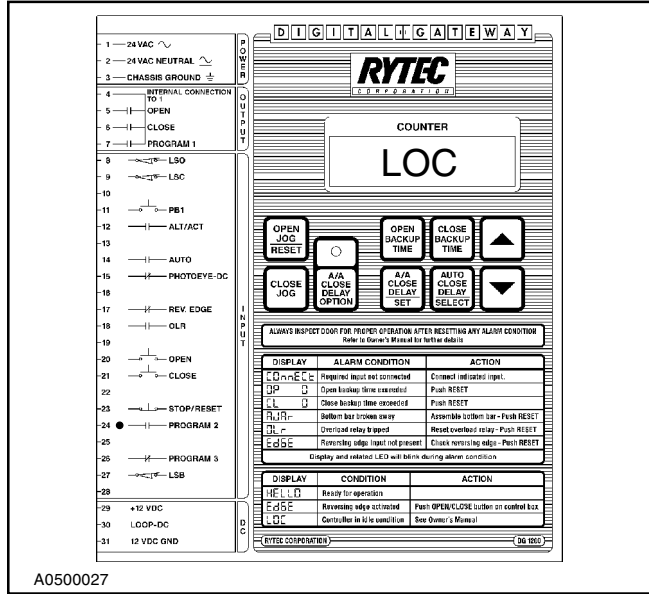 DIGITAL GATEWAY
RYTEC
CORPORATION
COUNTER
LOC
1 24 VAC
2 24 VAC NEUTRAL
3 CHASSIS GROUND
POWER
4 INTERNAL CONNECTION
TO 1
5 OPEN
6 CLOSE
7 PROGRAM 1
OUTPUT
8 LSO
9 LSC
10
11 PB1
12 ALT/ACT
13
14 AUTO
15 PHOTOEYE-DC
16
17 REV. EDGE
18 OLR
19
20 OPEN
21 CLOSE
22
23 STOP/RESET
24 PROGRAM 2
25
26 PROGRAM 3
27 LSB
28
INPUT
29 +12 VDC
30 LOOP-DC
31 12 VDC GND
DC
OPEN
JOG
RESET
OPEN
BACKUP
TIME
CLOSE
BACKUP
TIME
CLOSE
JOG
A/A
CLOSE
DELAY
OPTION
A/A
CLOSE
DELAY
SET
AUTO
CLOSE
DELAY
SELECT
ALWAYS INSPECT DOOR FOR PROPER OPERATION AFTER RESETTING ANY ALARM CONDITION
Refer to Owner's Manual for further details
DISPLAY ALARM CONDITION ACTION
COnnECt Required input not connected Connect indicated input.
OP 0 Open backup time exceeded Push RESET
CL 0 Close backup time exceeded Push RESET
AJAr Bottom bar broken away Assemble bottom bar - Push RESET
OLr Overload relay tripped Reset overload relay - Push RESET
EdGE Reversing edge input not present Check reversing edge - Push RESET
Display and related LED will blink during alarm condition
DISPLAY CONDITION ACTION
HELLO Ready for operation
EdGE Reversing edge activated Push OPEN/CLOSE button on control box
LOC Controller in idle condition See Owner's Manual
RYTEC CORPORATION DG 1200
A0500027